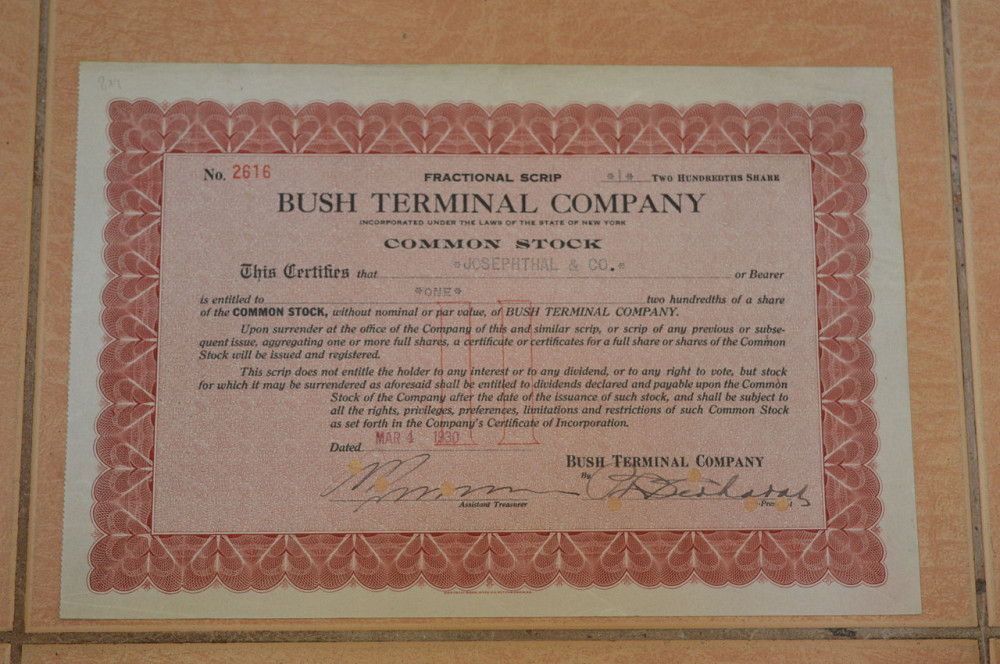 No. 2616 FRACTIONAL SCRIP *1* TWO HUNDREDTHS SHARE
BUSH TERMINAL COMPANY
INCORPORATED UNDER THE LAWS OF THE STATE OF NEW YORK
COMMON STOCK
This Certifies that *JOSEPHTHAL & CO.* or Bearer
is entitled to *ONE* two hundredths of a share
of the COMMON STOCK, without nominal or par value, of BUSH TERMINAL COMPANY.
Upon surrender at the office of the Company of this and similar scrip, or scrip of any previous or subse-
quent issue, aggregating one or more full shares, a certificate or certificates for a full share or shares of the Common
Stock will be issued and registered.
This scrip does not entitle the holder to any interest or to any dividend, or to any right to vote, but stock
for which it may be surrendered as aforesaid shall be entitled to dividends declared and payable upon the Common
Stock of the Company after the date of the issuance of such stock, and shall be subject to
all the rights, privileges, preferences, limitations and restrictions of such Common Stock
as set forth in the Company's Certificate of Incorporation.
Dated MAR 4 1930
BUSH TERMINAL COMPANY
By
Assistant Treasurer